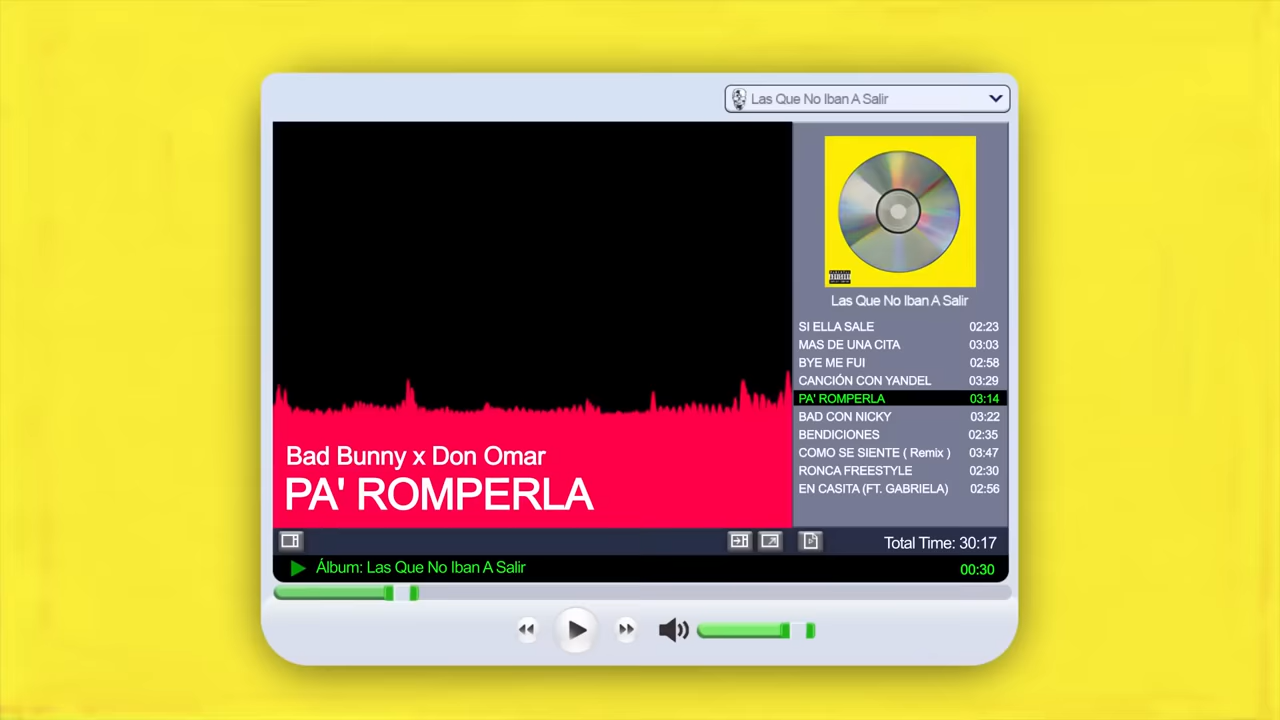 Las Que No Iban A Salir
Las Que No Iban A Salir
SI ELLA SALE 02:23
MAS DE UNA CITA 03:03
BYE ME FUI 02:58
CANCIÓN CON YANDEL 03:29
PA' ROMPERLA 03:14
BAD CON NICKY 03:22
BENDICIONES 02:35
COMO SE SIENTE ( Remix ) 03:47
RONCA FREESTYLE 02:30
EN CASITA (FT. GABRIELA) 02:56
Bad Bunny x Don Omar
PA' ROMPERLA
Total Time: 30:17
Álbum: Las Que No Iban A Salir 00:30